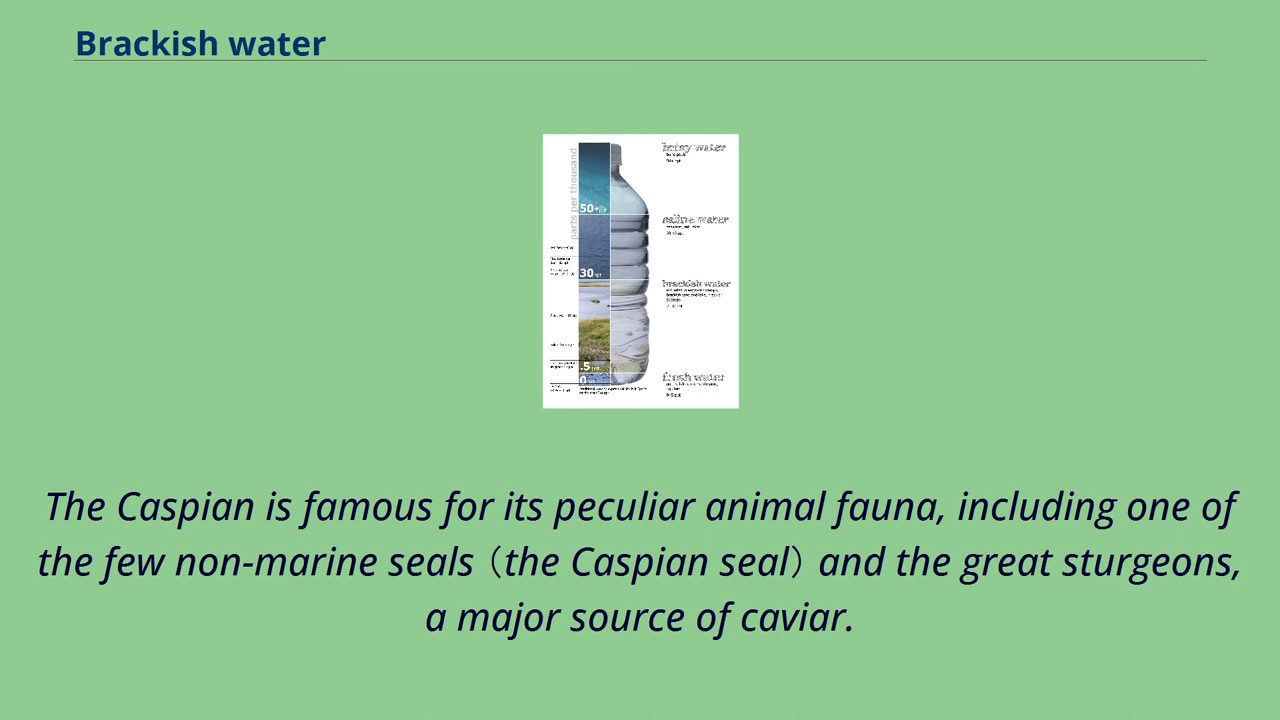 Brackish water
parts per thousand
briny water
50+
saline water
30
brackish water
.5
fresh water
0
The Caspian is famous for its peculiar animal fauna, including one of
the few non-marine seals（the Caspian seal）and the great sturgeons,
a major source of caviar.